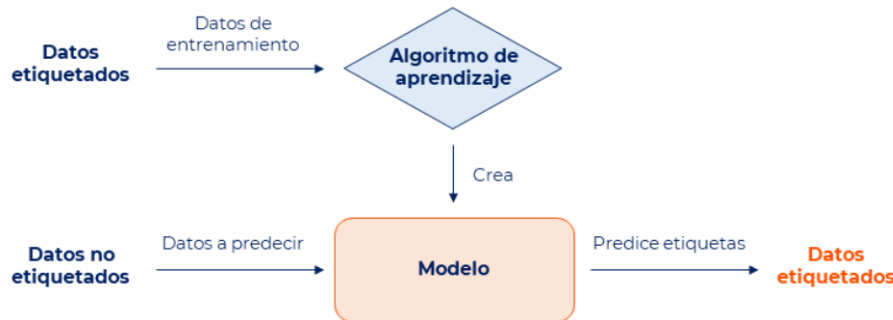 Datos
etiquetados
Datos de
entrenamiento
Algoritmo de
aprendizaje
Crea
Datos no
etiquetados
Datos a predecir
Modelo
Predice etiquetas
Datos
etiquetados